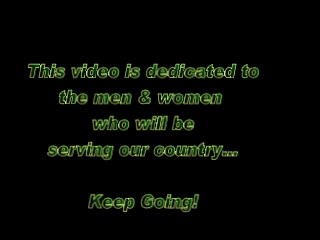 This video is dedicated to
the men & women
who will be
serving our country...
Keep Going!